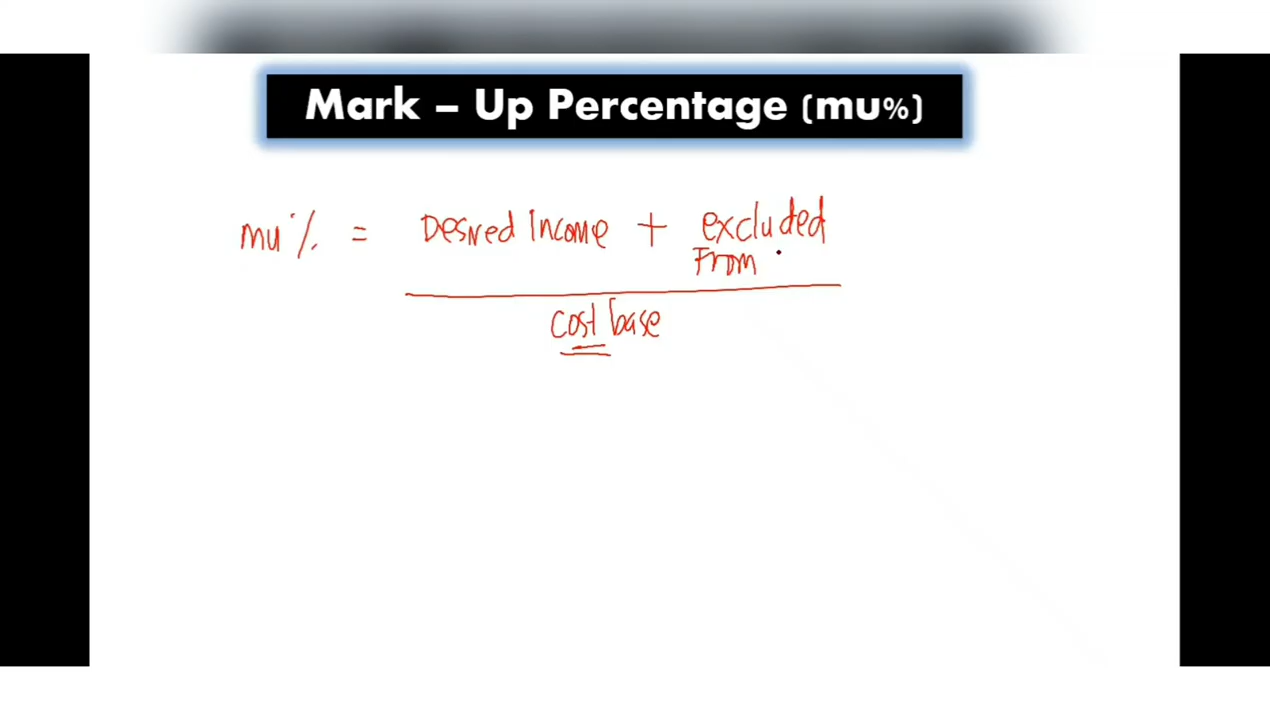 Mark – Up Percentage (mu%)
mu % = Desired Income + excluded
From
cost base